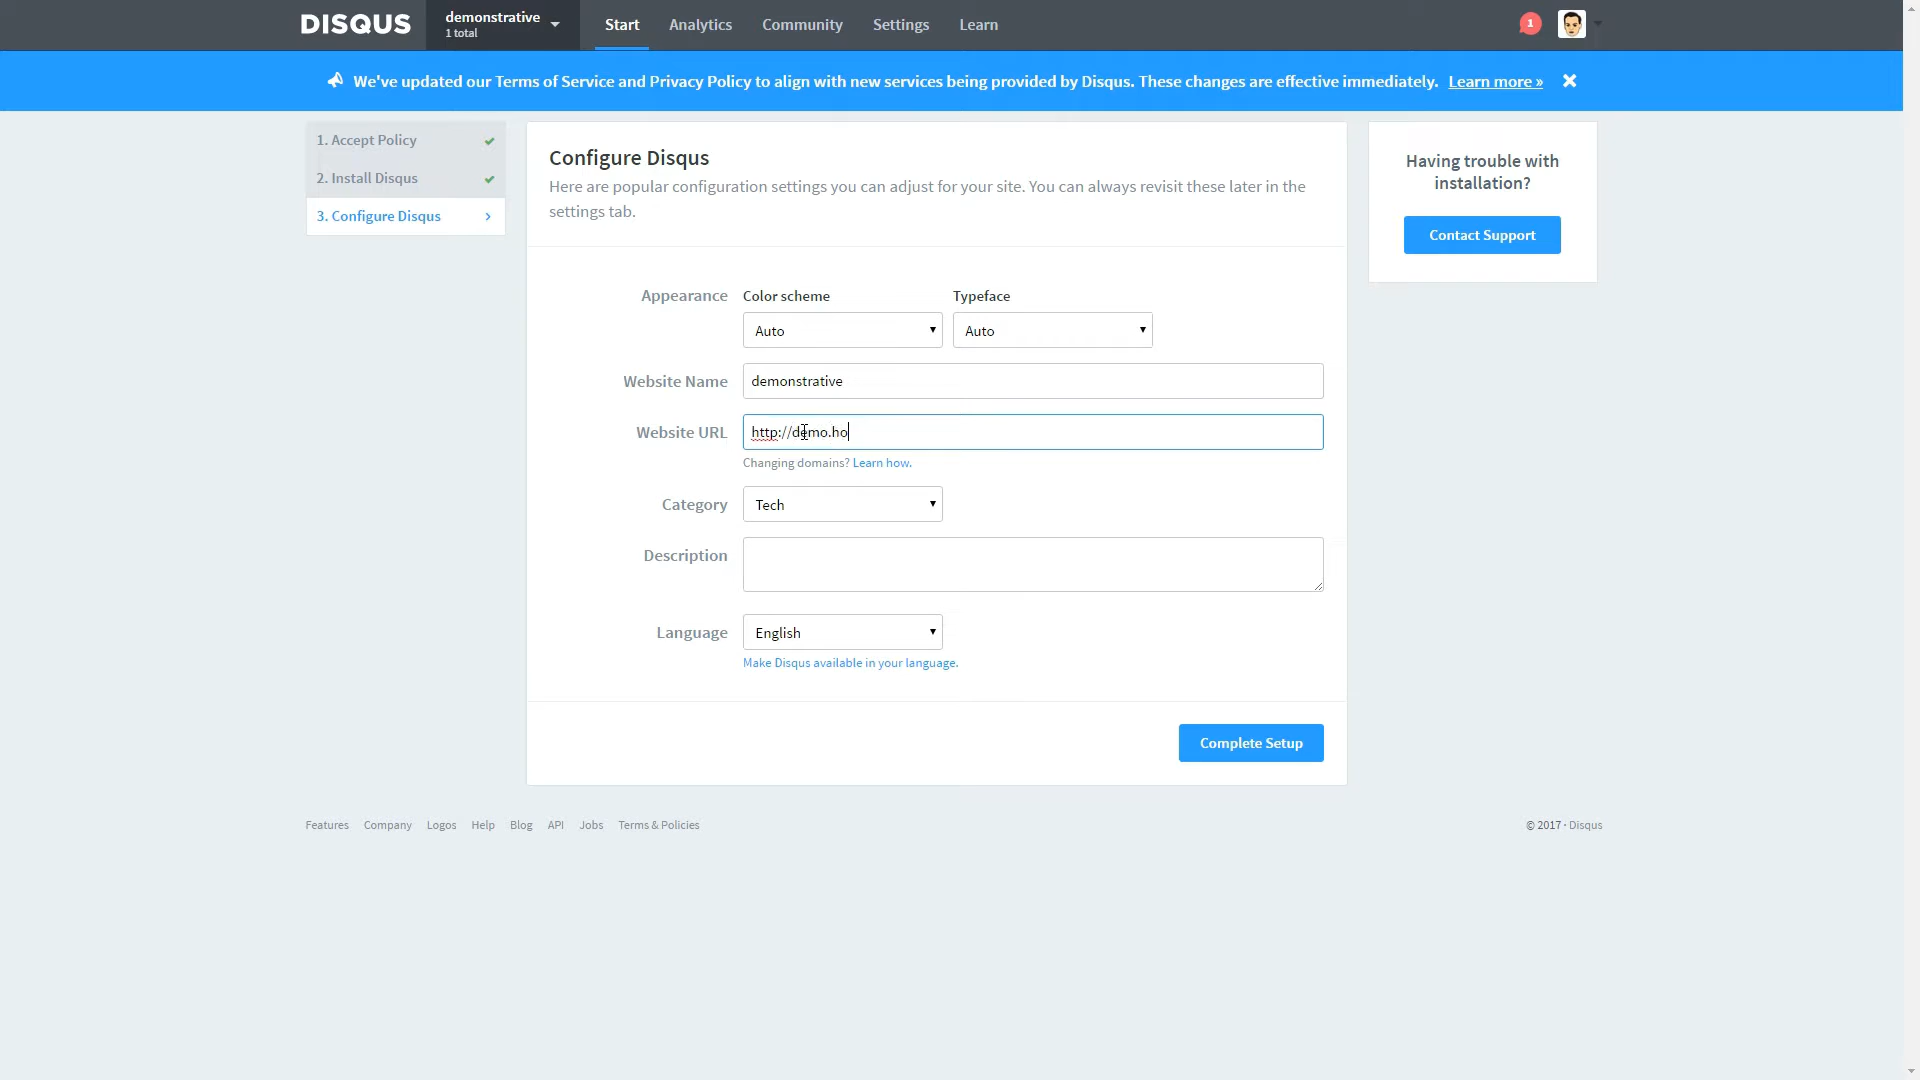 DISQUS
demonstrative
1 total
Start
Analytics
Community
Settings
Learn
1
We've updated our Terms of Service and Privacy Policy to align with new services being provided by Disqus. These changes are effective immediately. Learn more »
1. Accept Policy
2. Install Disqus
3. Configure Disqus
Configure Disqus
Here are popular configuration settings you can adjust for your site. You can always revisit these later in the
settings tab.
Appearance
Color scheme
Typeface
Auto
Auto
Website Name
demonstrative
Website URL
http://demo.ho
Changing domains? Learn how.
Category
Tech
Description
Language
English
Make Disqus available in your language.
Complete Setup
Having trouble with
installation?
Contact Support
Features
Company
Logos
Help
Blog
API
Jobs
Terms & Policies
© 2017 · Disqus